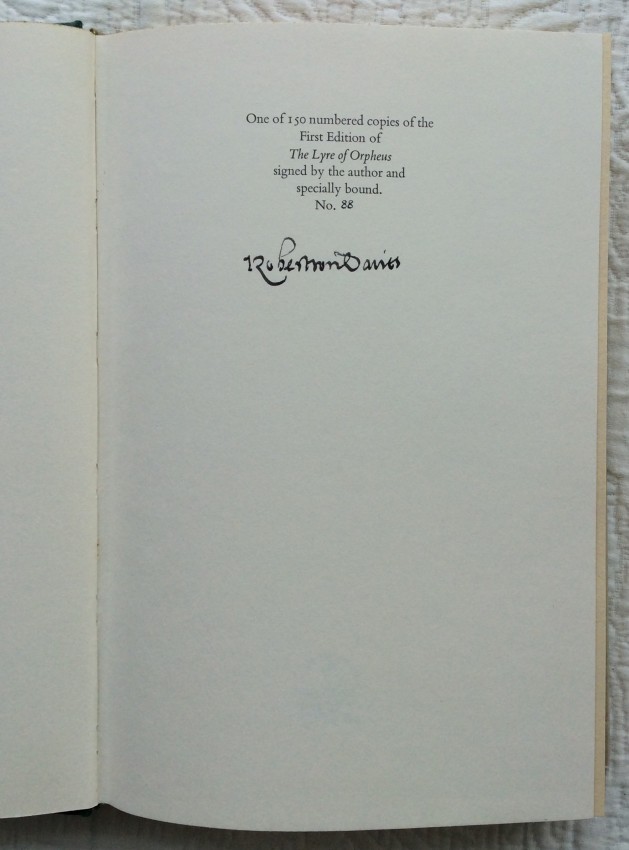 One of 150 numbered copies of the
First Edition of
The Lyre of Orpheus
signed by the author and
specially bound.
No. 88
Robertson Davies